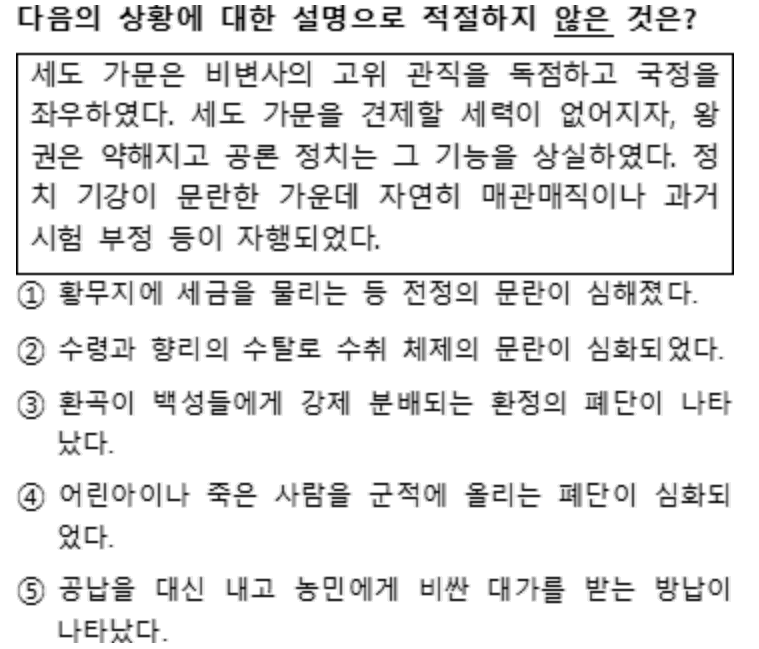 다음의 상황에 대한 설명으로 적절하지 않은 것은?
세도 가문은 비변사의 고위 관직을 독점하고 국정을
좌우하였다. 세도 가문을 견제할 세력이 없어지자, 왕
권은 약해지고 공론 정치는 그 기능을 상실하였다. 정
치 기강이 문란한 가운데 자연히 매관매직이나 과거
시험 부정 등이 자행되었다.
① 황무지에 세금을 물리는 등 전정의 문란이 심해졌다.
② 수령과 향리의 수탈로 수취 체제의 문란이 심화되었다.
③ 환곡이 백성들에게 강제 분배되는 환정의 폐단이 나타
났다.
④ 어린아이나 죽은 사람을 군적에 올리는 폐단이 심화되
었다.
⑤ 공납을 대신 내고 농민에게 비싼 대가를 받는 방납이
나타났다.